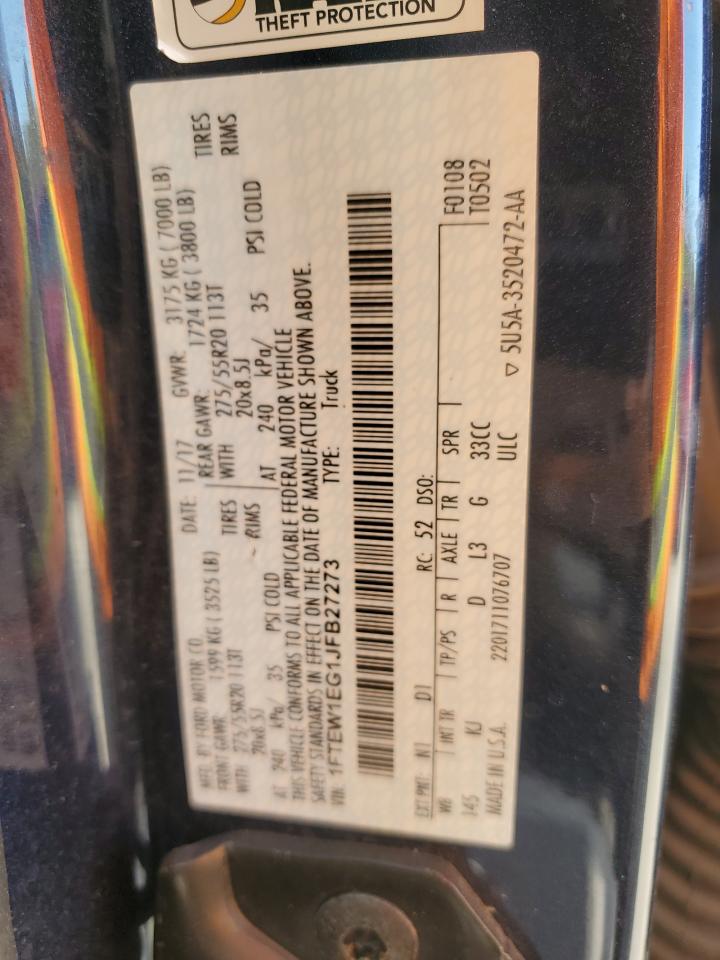 THEFT PROTECTION
MFG. BY FORD MOTOR CO.
DATE: 11/17 GVWR: 3175 KG ( 7000 LB)
FRONT GAWR: 1599 KG ( 3525 LB) REAR GAWR: 1724 KG ( 3800 LB)
WITH 275/55R20 113T TIRES WITH 275/55R20 113T TIRES
20x8.5J RIMS 20x8.5J RIMS
AT 240 kPa/ 35 PSI COLD AT 240 kPa/ 35 PSI COLD
THIS VEHICLE CONFORMS TO ALL APPLICABLE FEDERAL MOTOR VEHICLE
SAFETY STANDARDS IN EFFECT ON THE DATE OF MANUFACTURE SHOWN ABOVE.
VIN: 1FTEW1EG1JFB27273 TYPE: Truck
EXT PNT: N1 D1 RC: 52 DSO:
WB INT TR TP/PS R AXLE TR SPR F0108
145 KJ D L3 G 33CC T0502
MADE IN U.S.A. 2201711076707 ULC
▽ 5U5A-3520472-AA